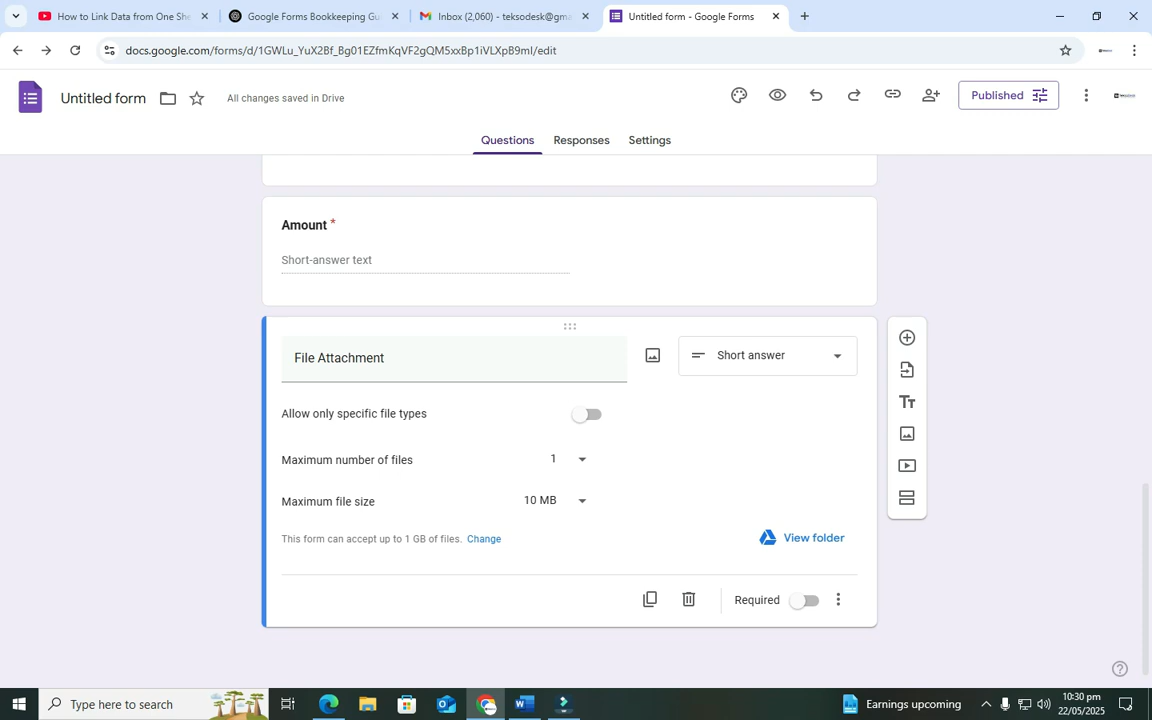 How to Link Data from One She
Google Forms Bookkeeping Gu
Inbox (2,060) - teksodesk@gma
Untitled form - Google Forms
docs.google.com/forms/d/1GWLu_YuX2Bf_Bg01EZfmKqVF2gQM5xxBp1iVLXpB9mI/edit
Untitled form
All changes saved in Drive
Published
Questions
Responses
Settings
Amount *
Short-answer text
File Attachment
Short answer
Allow only specific file types
Maximum number of files
1
Maximum file size
10 MB
This form can accept up to 1 GB of files. Change
View folder
Required
Type here to search
Earnings upcoming
10:30 pm
22/05/2025